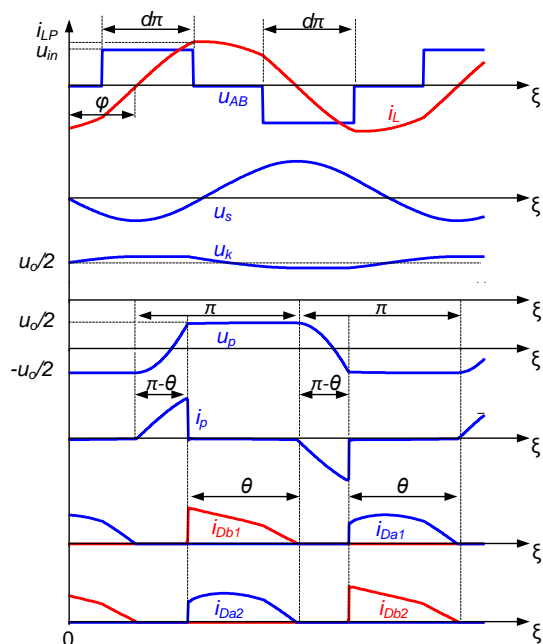 i_LP dπ dπ
u_in
ξ
φ u_AB i_L
ξ
u_s
u_o/2 u_k
ξ
u_o/2 π π
u_p ξ
-u_o/2
π-θ π-θ
i_p
ξ
θ θ
i_Db1 i_Da1
ξ
i_Da2 i_Db2
0 ξ